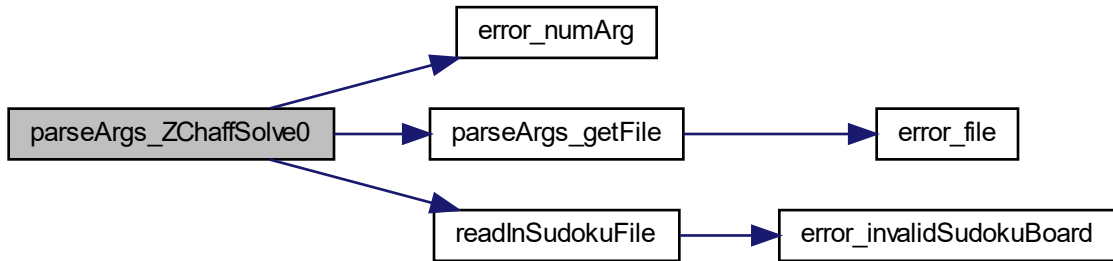 error_numArg
parseArgs_ZChaffSolve0
parseArgs_getFile
error_file
readInSudokuFile
error_invalidSudokuBoard